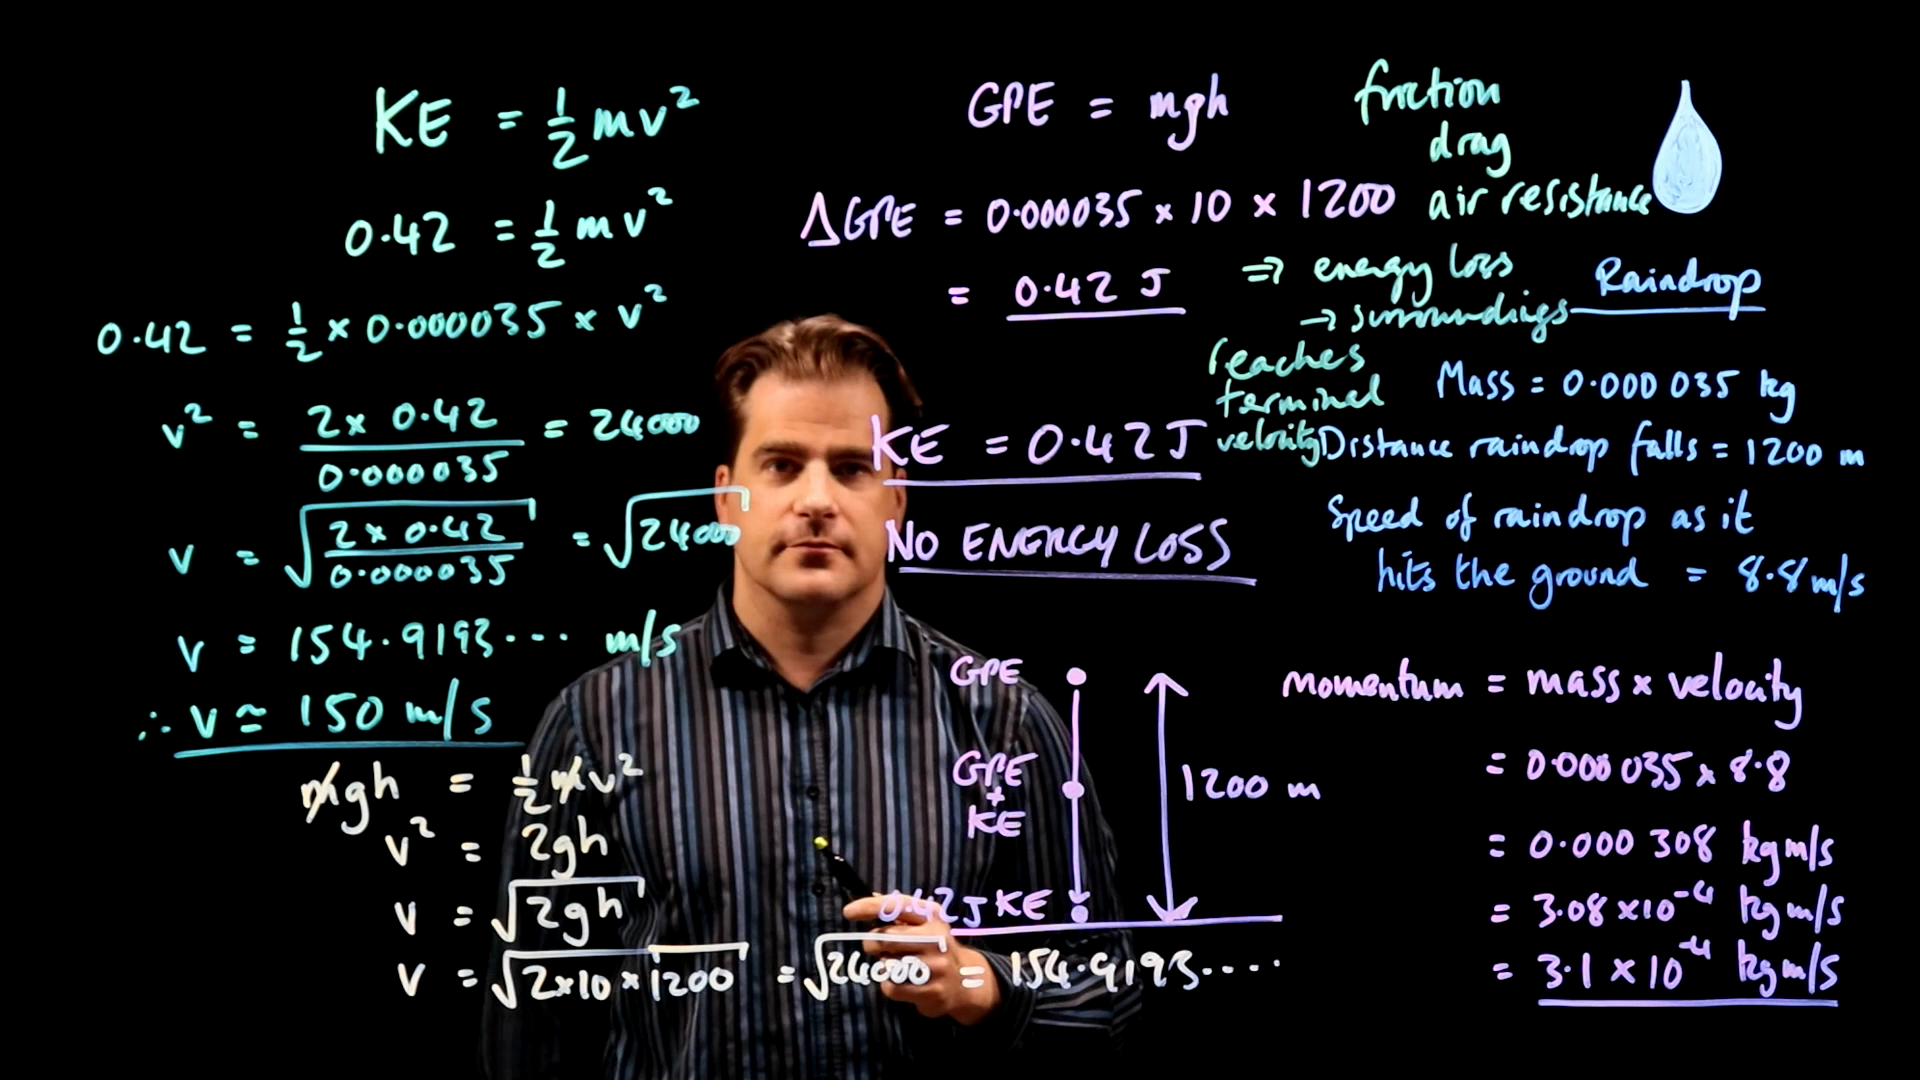 KE = ½mv²
0.42 = ½mv²
0.42 = ½ × 0.000035 × v²
v² = 2 × 0.42 / 0.000035 = 24000
v = √(2 × 0.42 / 0.000035) = √24000
v = 154.9193... m/s
∴ v ≃ 150 m/s
mgh = ½mv²
v² = 2gh
v = √2gh
v = √2×10×1200 = √24000 = 154.9193....
GPE = mgh
ΔGPE = 0.000035 × 10 × 1200
= 0.42 J
KE = 0.42J
NO ENERGY LOSS
GPE
GPE
+
KE
0.42J KE
1200 m
friction
drag
air resistance
⇒ energy loss
→ surroundings
reaches
terminal
velocity
Raindrop
Mass = 0.000 035 kg
Distance raindrop falls = 1200 m
Speed of raindrop as it
hits the ground = 8.8 m/s
momentum = mass × velocity
= 0.000 035 × 8.8
= 0.000 308 kg m/s
= 3.08 × 10⁻⁴ kg m/s
= 3.1 × 10⁻⁴ kg m/s